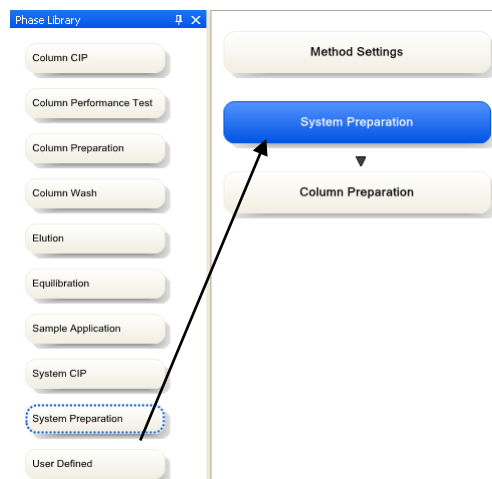 Phase Library
Column CIP
Column Performance Test
Column Preparation
Column Wash
Elution
Equilibration
Sample Application
System CIP
System Preparation
User Defined
Method Settings
System Preparation
Column Preparation